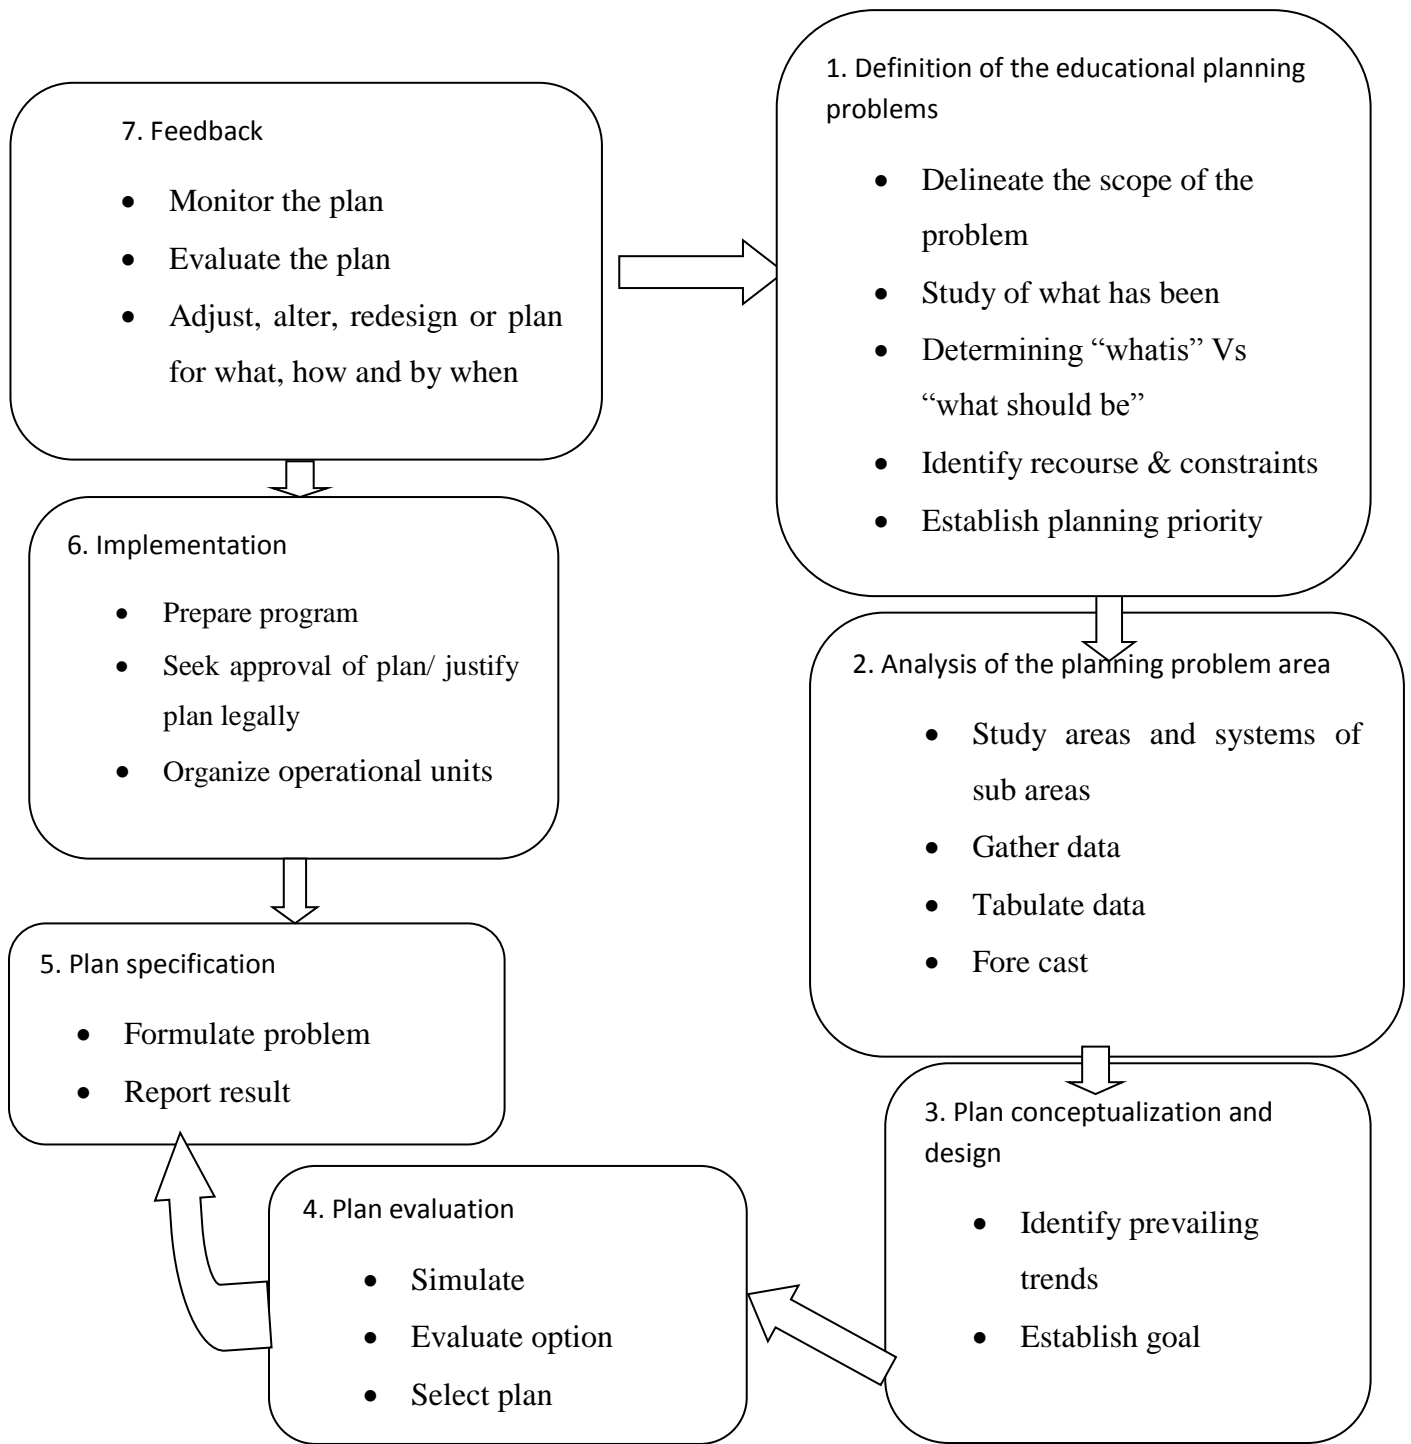 1. Definition of the educational planning
problems
• Delineate the scope of the
problem
• Study of what has been
• Determining “whatis” Vs
“what should be”
• Identify recourse & constraints
• Establish planning priority
2. Analysis of the planning problem area
• Study areas and systems of
sub areas
• Gather data
• Tabulate data
• Fore cast
3. Plan conceptualization and
design
• Identify prevailing
trends
• Establish goal
4. Plan evaluation
• Simulate
• Evaluate option
• Select plan
5. Plan specification
• Formulate problem
• Report result
6. Implementation
• Prepare program
• Seek approval of plan/ justify
plan legally
• Organize operational units
7. Feedback
• Monitor the plan
• Evaluate the plan
• Adjust, alter, redesign or plan
for what, how and by when